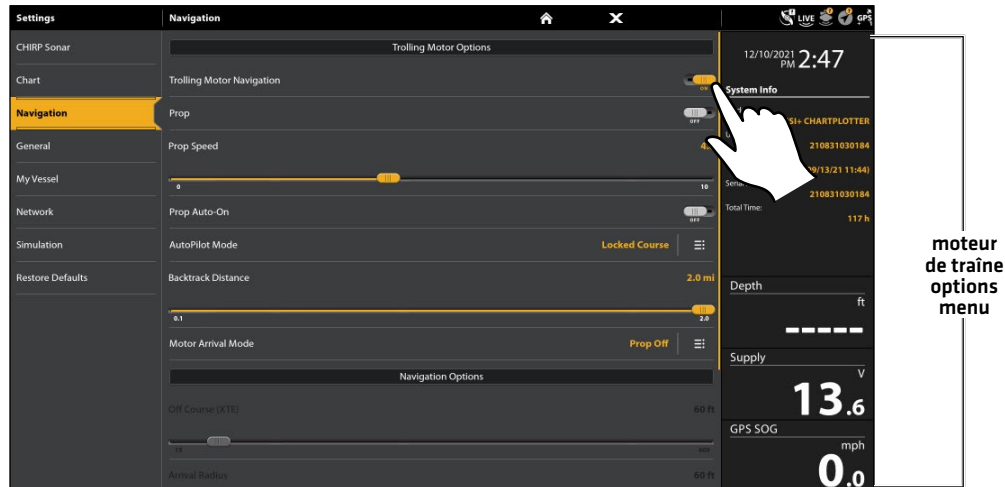 Settings
Navigation
LIVE
GPS
CHIRP Sonar
Chart
Navigation
General
My Vessel
Network
Simulation
Restore Defaults
Trolling Motor Options
Trolling Motor Navigation
ON
Prop
OFF
Prop Speed
0
10
Prop Auto-On
OFF
AutoPilot Mode
Locked Course
Backtrack Distance
2.0 mi
0.1
2.0
Motor Arrival Mode
Prop Off
Navigation Options
Off Course (XTE)
60 ft
600
Arrival Radius
60 ft
12/10/2021
PM 2:47
System Info
SI+ CHARTPLOTTER
210831030184
09/13/21 11:44)
210831030184
Total Time:
117 h
Depth
ft
-----
Supply
V
13.6
GPS SOG
mph
0.0
moteur
de traîne
options
menu